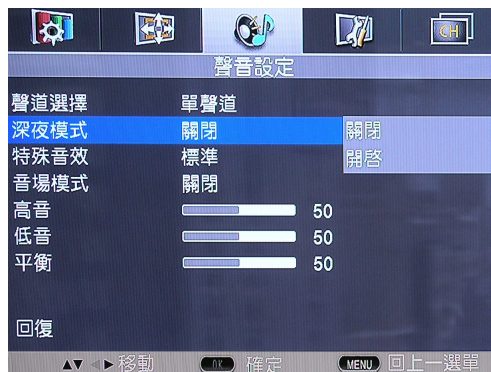 CH
聲音設定
聲道選擇 單聲道
深夜模式 關閉 關閉
特殊音效 標準 開啓
音場模式 關閉
高音 50
低音 50
平衡 50
回復
▲▼ ◀▶ 移動 OK 確定 MENU 回上一選單